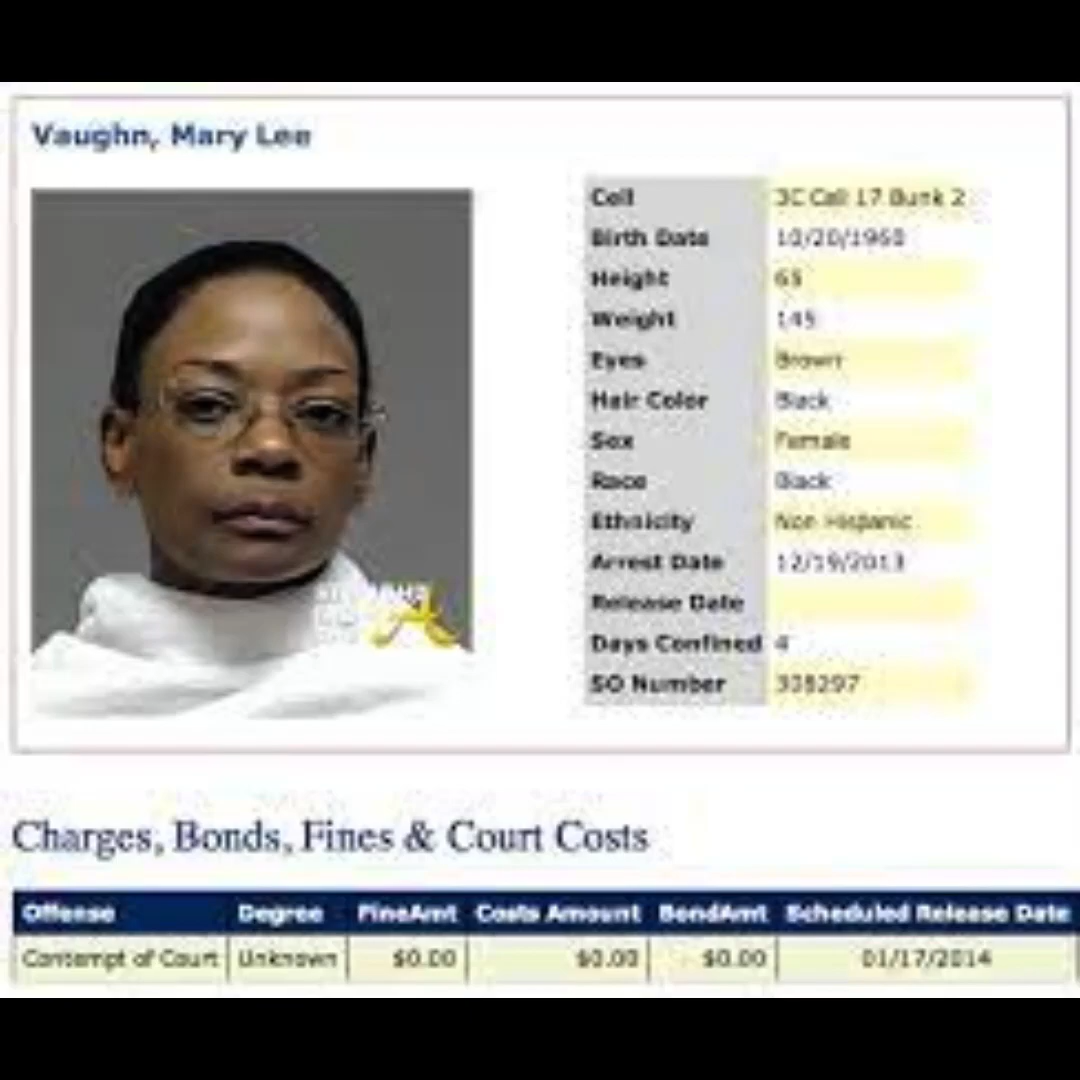 Vaughn, Mary Lee
Cell 3C Cell 17 Bunk 2
Birth Date 10/20/1960
Height 65
Weight 145
Eyes Brown
Hair Color Black
Sex Female
Race Black
Ethnicity Non Hispanic
Arrest Date 12/19/2013
Release Date
Days Confined 4
SO Number 308297
Charges, Bonds, Fines & Court Costs
Offense Degree FineAmt Costs Amount BondAmt Scheduled Release Date
Contempt of Court Unknown $0.00 $0.00 $0.00 01/17/2014